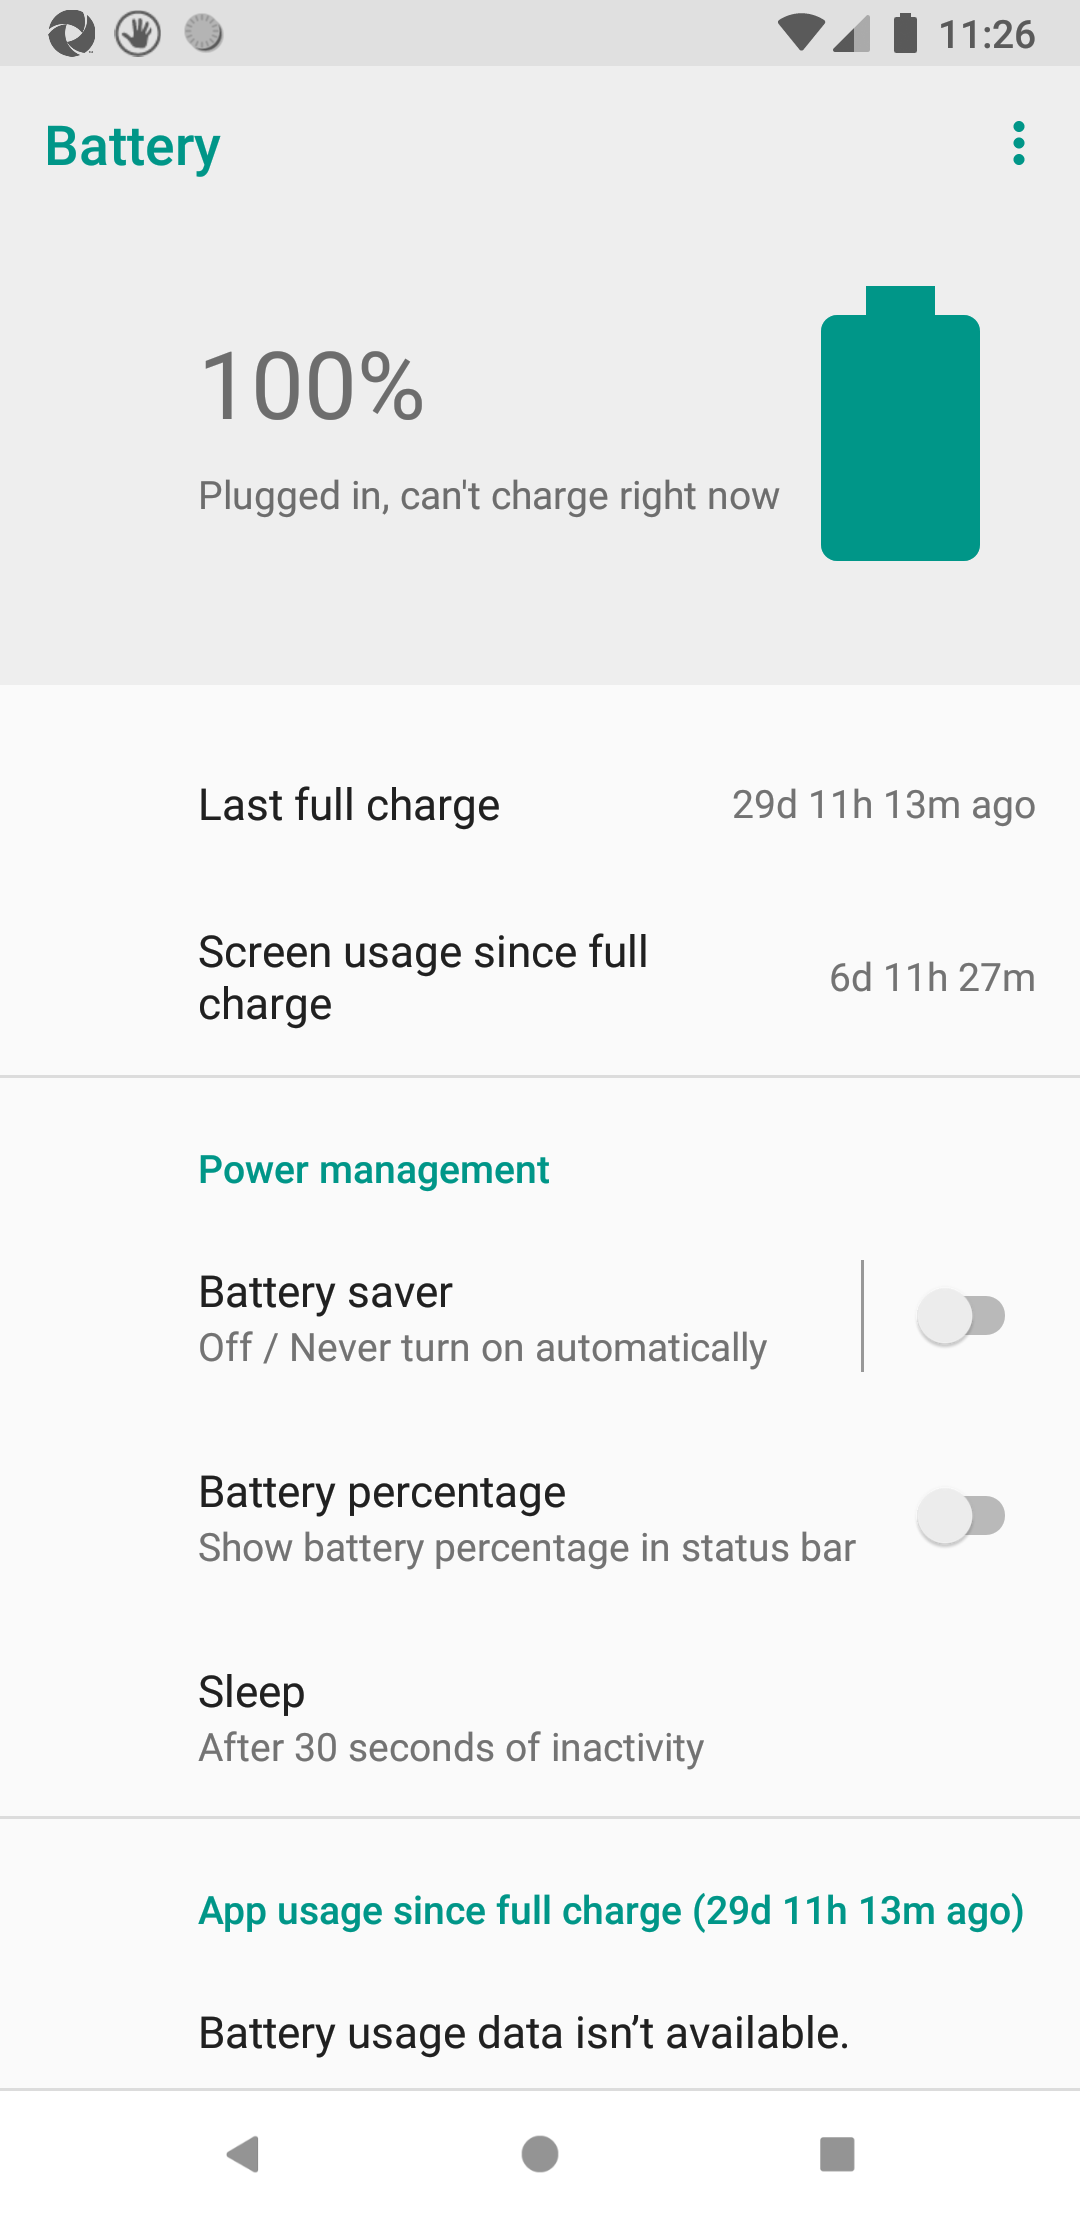 11:26
Battery
100%
Plugged in, can't charge right now
Last full charge
29d 11h 13m ago
Screen usage since full
charge
6d 11h 27m
Power management
Battery saver
Off / Never turn on automatically
Battery percentage
Show battery percentage in status bar
Sleep
After 30 seconds of inactivity
App usage since full charge (29d 11h 13m ago)
Battery usage data isn’t available.